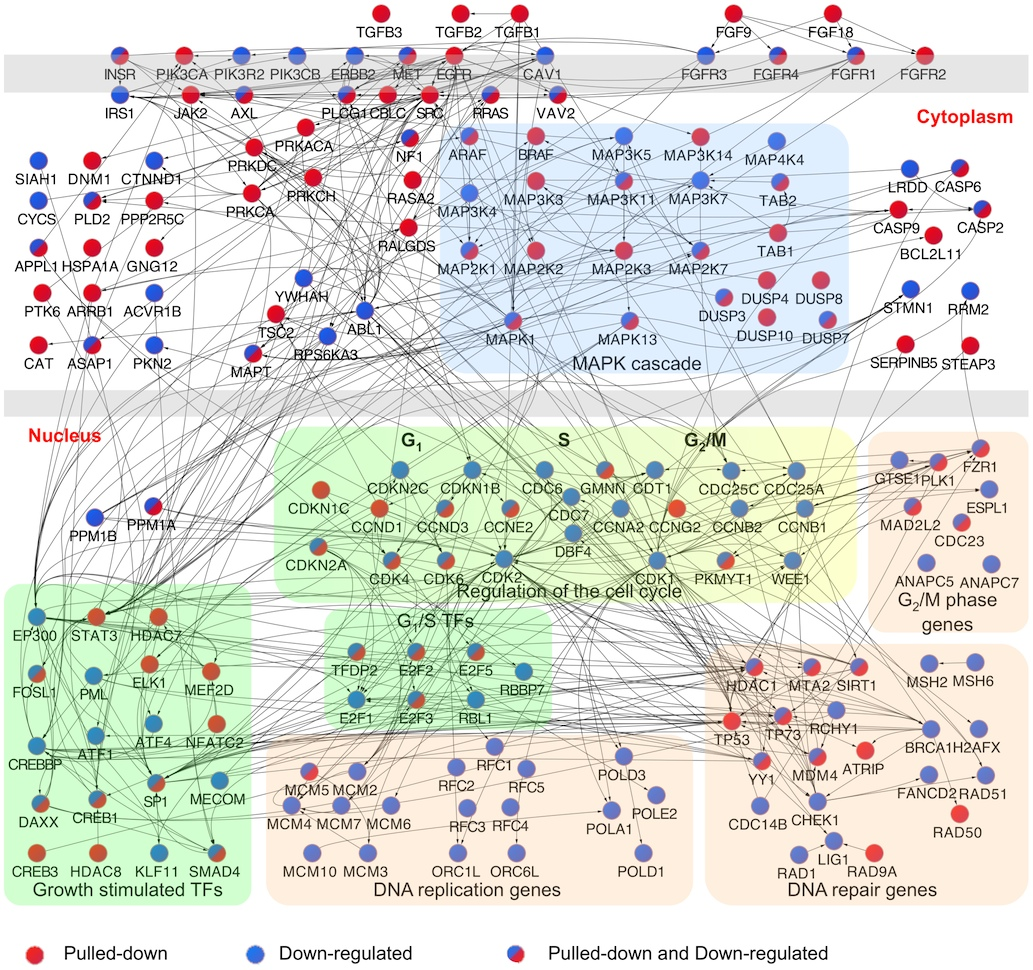 TGFB3 TGFB2 TGFB1 FGF9 FGF18
INSR PIK3CA PIK3R2 PIK3CB ERBB2 MET EGFR CAV1 FGFR3 FGFR4 FGFR1 FGFR2
IRS1 JAK2 AXL PLCG1 CBLC SRC RRAS VAV2
Cytoplasm
PRKACA NF1 ARAF BRAF MAP3K5 MAP3K14 MAP4K4
SIAH1 DNM1 CTNND1 PRKDC PRKCH RASA2 MAP3K4 MAP3K3 MAP3K11 MAP3K7 TAB2 LRDD CASP6
CYCS PLD2 PPP2R5C PRKCA RALGDS TAB1 CASP9 CASP2
APPL1 HSPA1A GNG12 MAP2K1 MAP2K2 MAP2K3 MAP2K7 BCL2L11
PTK6 ARRB1 ACVR1B YWHAH TSC2 ABL1 DUSP3 DUSP4 DUSP8 STMN1 RRM2
CAT ASAP1 PKN2 MAPT RPS6KA3 MAPK1 MAPK13 DUSP10 DUSP7 SERPINB5 STEAP3
MAPK cascade
Nucleus
G1 S G2/M
CDKN2C CDKN1B CDC6 GMNN CDT1 CDC25C CDC25A GTSE1 PLK1 FZR1
CDKN1C CCND1 CCND3 CCNE2 CDC7 CCNA2 CCNG2 CCNB2 CCNB1 ESPL1
PPM1B PPM1A DBF4 MAD2L2 CDC23
CDKN2A CDK4 CDK6 CDK2 CDK1 PKMYT1 WEE1 ANAPC5 ANAPC7
Regulation of the cell cycle
G2/M phase
genes
G1/S TFs
EP300 STAT3 HDAC7
TFDP2 E2F2 E2F5 RBBP7 HDAC1 MTA2 SIRT1 MSH2 MSH6
FOSL1 PML ELK1 MEF2D
E2F1 E2F3 RBL1 TP53 TP73 RCHY1
CREBBP ATF1 ATF4 NFATC2 BRCA1 H2AFX
RFC1 POLD3 YY1 MDM4 ATRIP
MCM5 MCM2 RFC2 RFC5 FANCD2 RAD51
DAXX CREB1 SP1 MECOM MCM4 MCM7 MCM6 RFC3 RFC4 POLA1 POLE2 CDC14B CHEK1 RAD50
CREB3 HDAC8 KLF11 SMAD4 MCM10 MCM3 ORC1L ORC6L POLD1 RAD1 LIG1 RAD9A
Growth stimulated TFs DNA replication genes DNA repair genes
Pulled-down Down-regulated Pulled-down and Down-regulated